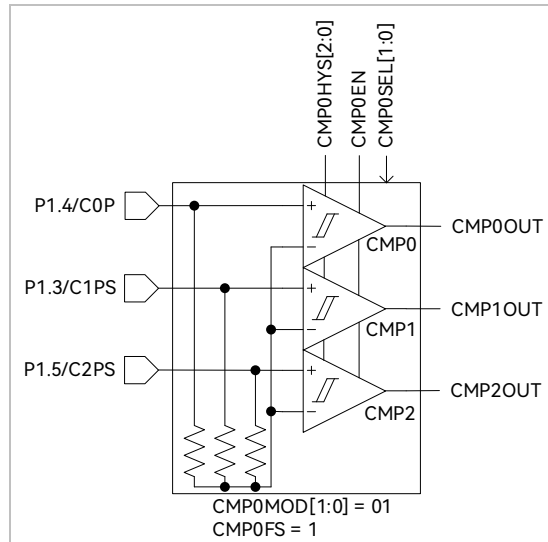 CMP0HYS[2:0]
CMP0EN
CMP0SEL[1:0]
P1.4/C0P
+
−
CMP0
CMP0OUT
P1.3/C1PS
+
−
CMP1
CMP1OUT
P1.5/C2PS
+
−
CMP2
CMP2OUT
CMP0MOD[1:0] = 01
CMP0FS = 1